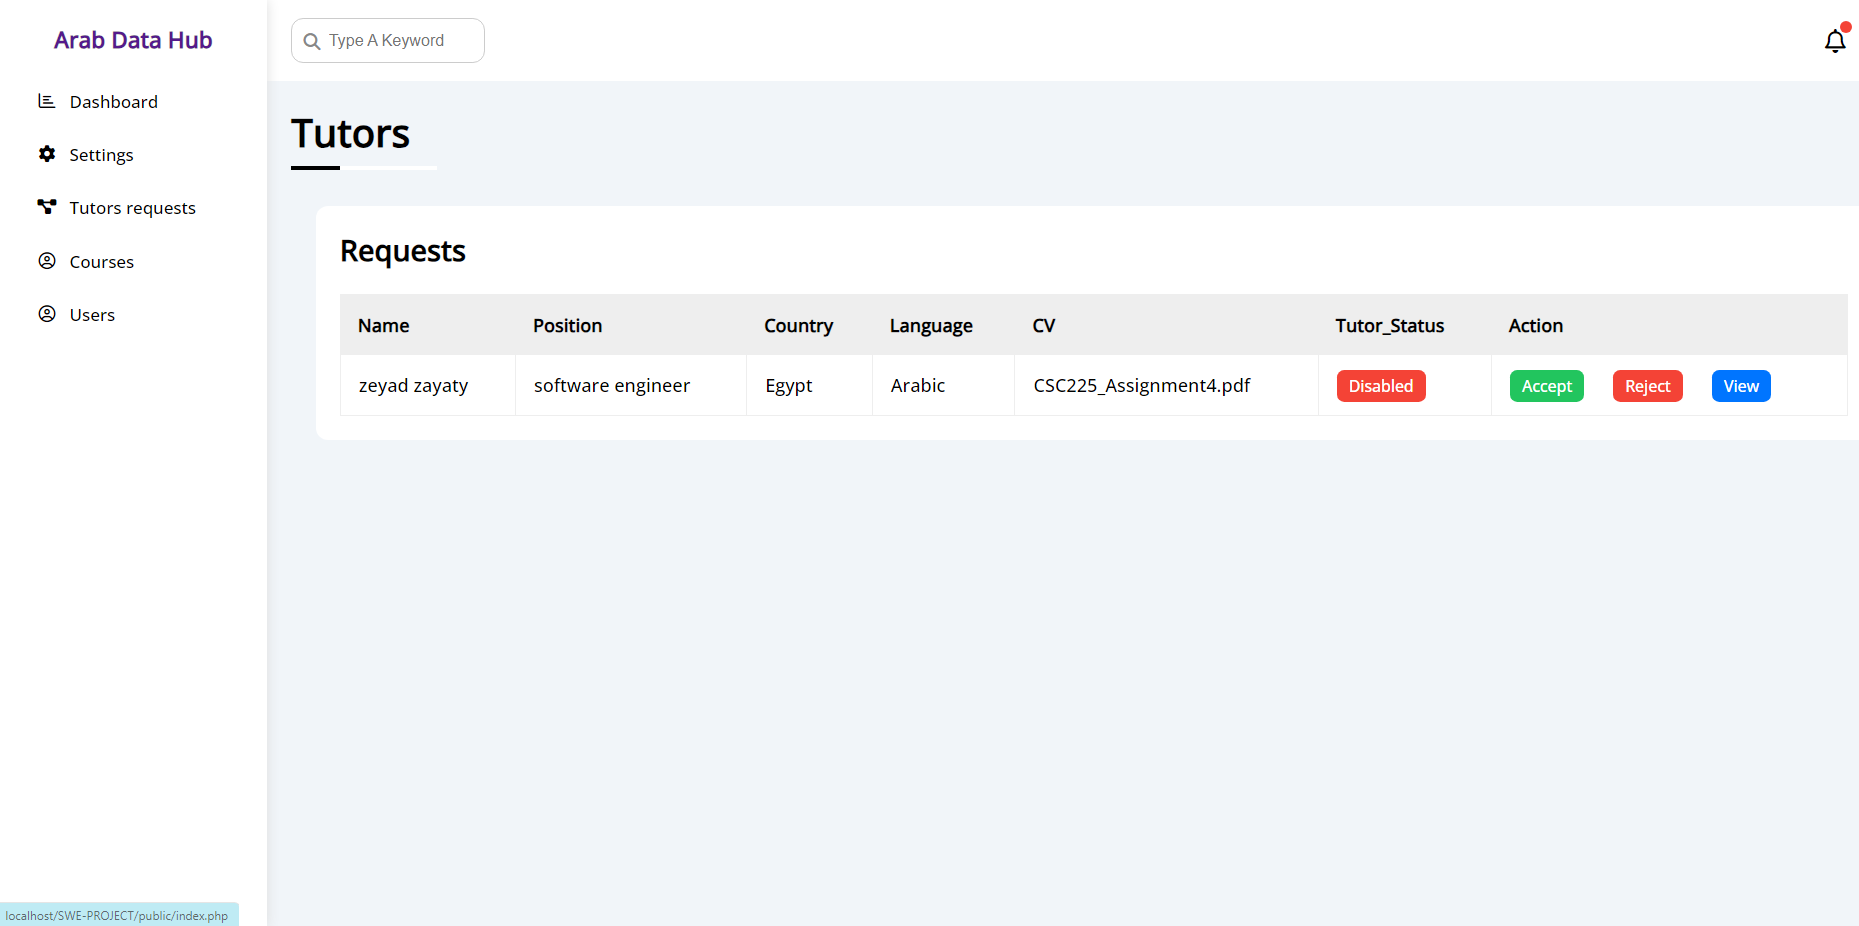 Arab Data Hub
Type A Keyword
Dashboard
Settings
Tutors requests
Courses
Users
Tutors
Requests
Name Position Country Language CV Tutor_Status Action
zeyad zayaty software engineer Egypt Arabic CSC225_Assignment4.pdf Disabled Accept Reject View
localhost/SWE-PROJECT/public/index.php